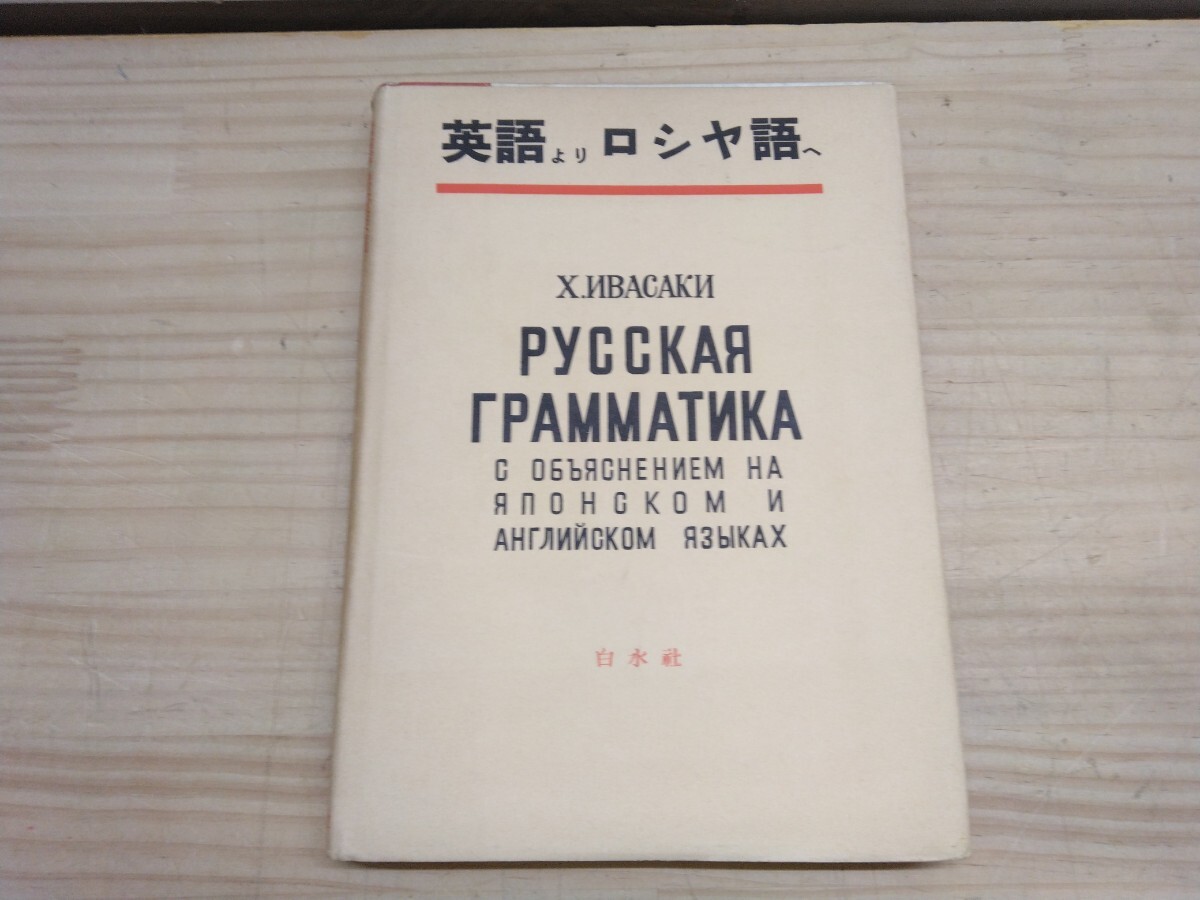 英語よりロシヤ語へ
Х.ИВАСАКИ
РУССКАЯ
ГРАММАТИКА
С ОБЪЯСНЕНИЕМ НА
ЯПОНСКОМ И
АНГЛИЙСКОМ ЯЗЫКАХ
白水社